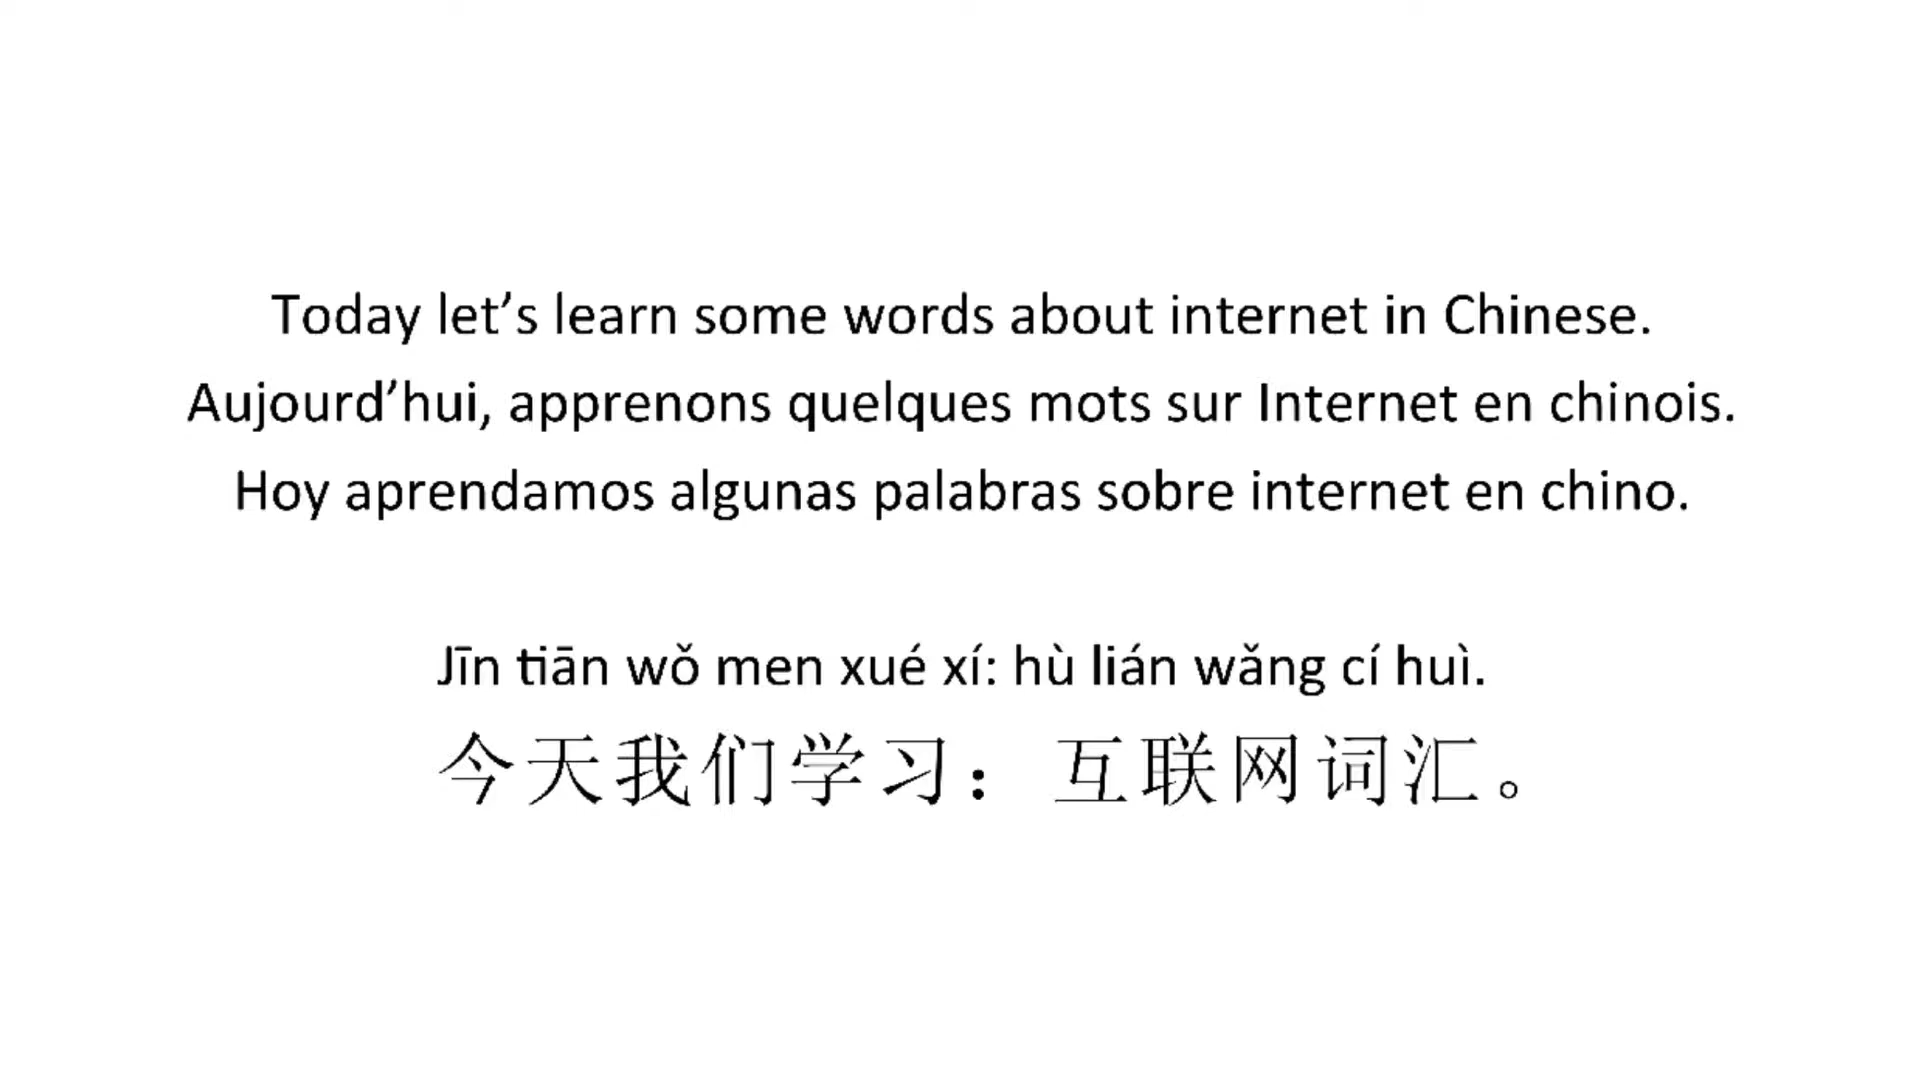 Today let’s learn some words about internet in Chinese.
Aujourd’hui, apprenons quelques mots sur Internet en chinois.
Hoy aprendamos algunas palabras sobre internet en chino.
Jīn tiān wǒ men xué xí: hù lián wǎng cí huì.
今天我们学习：互联网词汇。